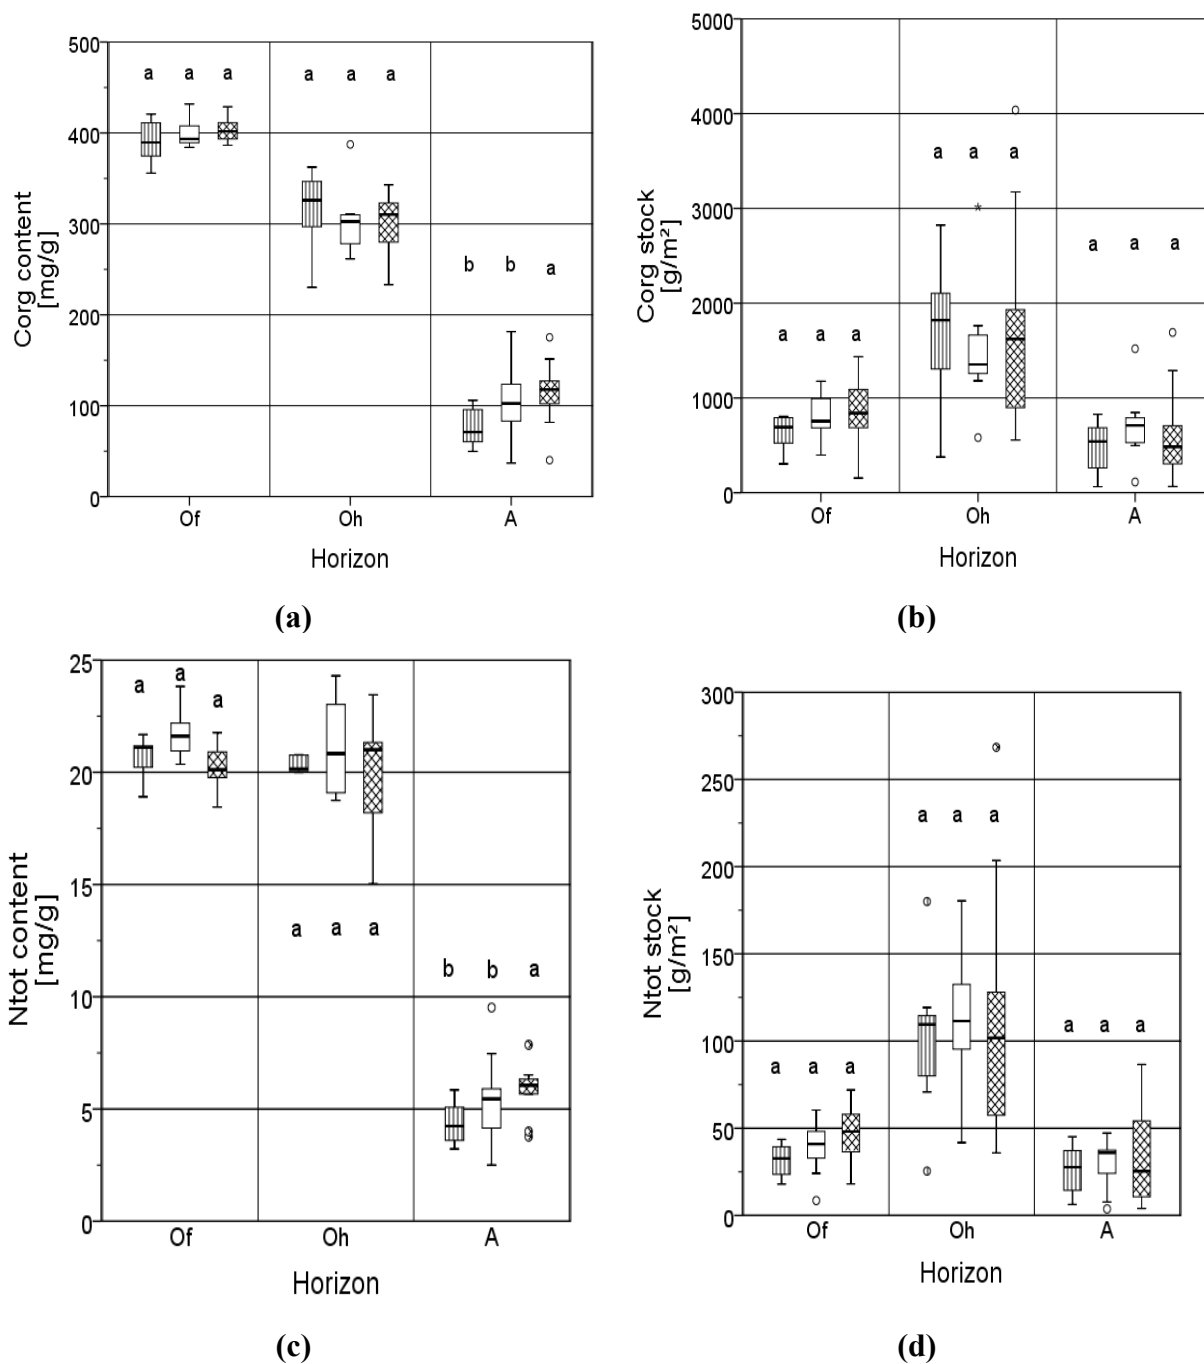 500
400
300
200
100
0
Corg content
[mg/g]
a a a
a a a
b b a
Of Oh A
Horizon
(a)
5000
4000
3000
2000
1000
0
Corg stock
[g/m²]
a a a
a a a
a a a
Of Oh A
Horizon
(b)
25
20
15
10
5
0
Ntot content
[mg/g]
a a a
a a a
b b a
Of Oh A
Horizon
(c)
300
250
200
150
100
50
0
Ntot stock
[g/m²]
a a a
a a a
a a a
Of Oh A
Horizon
(d)